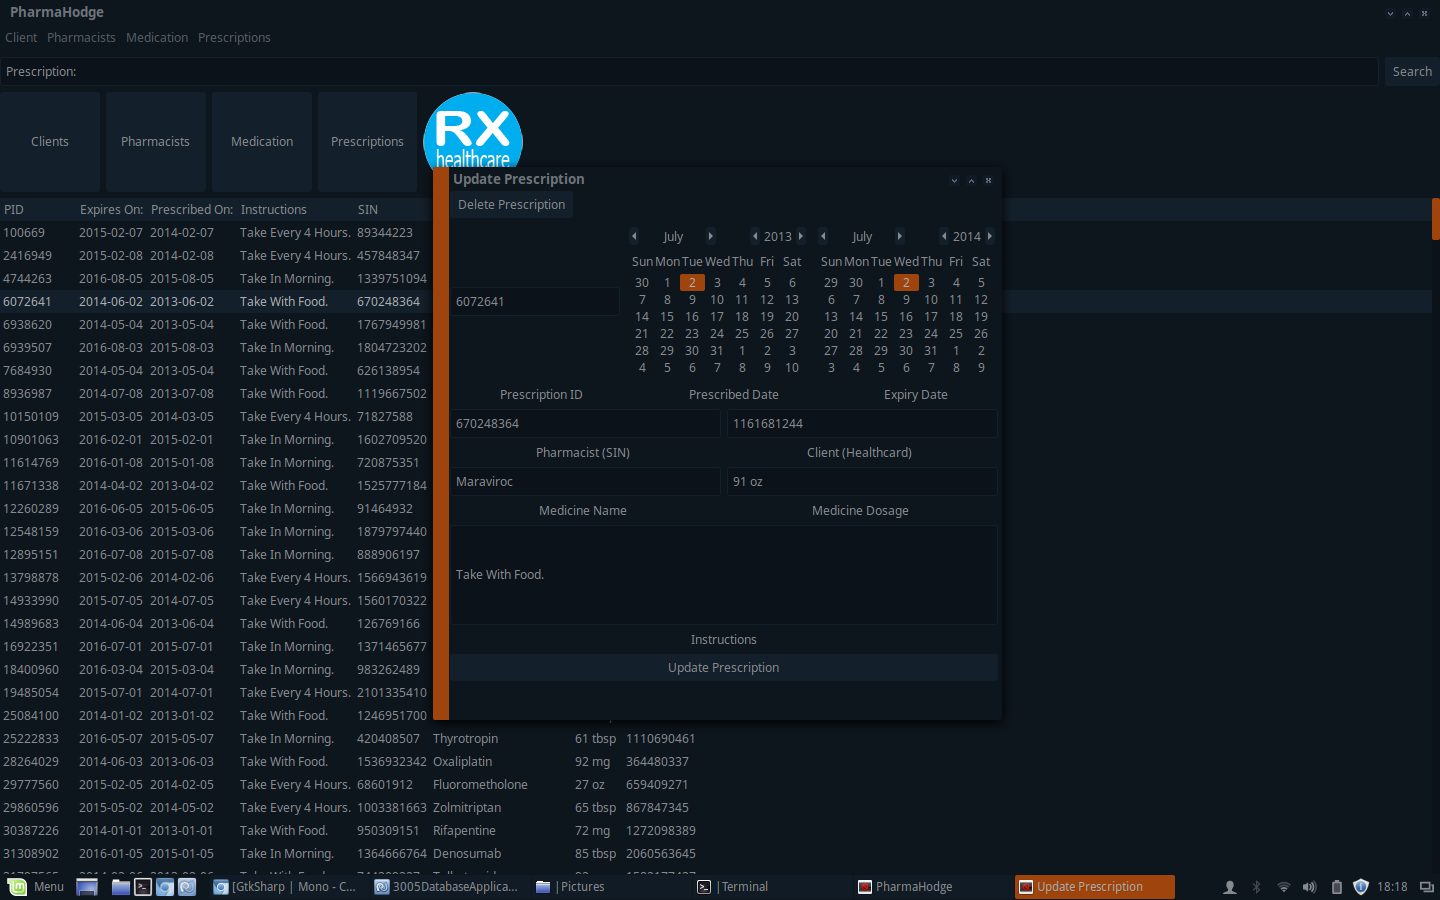 PharmaHodge
Client Pharmacists Medication Prescriptions
Prescription: Search
Clients Pharmacists Medication Prescriptions RX
healthcare
Update Prescription
Delete Prescription
PID Expires On: Prescribed On: Instructions SIN
100669 2015-02-07 2014-02-07 Take Every 4 Hours. 89344223
2416949 2015-02-08 2014-02-08 Take Every 4 Hours. 457848347
4744263 2016-08-05 2015-08-05 Take In Morning. 1339751094
6072641 2014-06-02 2013-06-02 Take With Food. 670248364
6938620 2014-05-04 2013-05-04 Take With Food. 1767949981
6939507 2016-08-03 2015-08-03 Take In Morning. 1804723202
7684930 2014-05-04 2013-05-04 Take With Food. 626138954
8936987 2014-07-08 2013-07-08 Take With Food. 1119667502
10150109 2015-03-05 2014-03-05 Take Every 4 Hours. 71827588
10901063 2016-02-01 2015-02-01 Take In Morning. 1602709520
11614769 2016-01-08 2015-01-08 Take In Morning. 720875351
11671338 2014-04-02 2013-04-02 Take With Food. 1525777184
12260289 2016-06-05 2015-06-05 Take In Morning. 91464932
12548159 2016-03-06 2015-03-06 Take In Morning. 1879797440
12895151 2016-07-08 2015-07-08 Take In Morning. 888906197
13798878 2015-02-06 2014-02-06 Take Every 4 Hours. 1566943619
14933990 2015-07-05 2014-07-05 Take Every 4 Hours. 1560170322
14989683 2014-06-04 2013-06-04 Take With Food. 126769166
16922351 2016-07-01 2015-07-01 Take In Morning. 1371465677
18400960 2016-03-04 2015-03-04 Take In Morning. 983262489
19485054 2015-07-01 2014-07-01 Take Every 4 Hours. 2101335410
25084100 2014-01-02 2013-01-02 Take With Food. 1246951700
25222833 2016-05-07 2015-05-07 Take In Morning. 420408507 Thyrotropin 61 tbsp 1110690461
28264029 2014-06-03 2013-06-03 Take With Food. 1536932342 Oxaliplatin 92 mg 364480337
29777560 2015-02-05 2014-02-05 Take Every 4 Hours. 68601912 Fluorometholone 27 oz 659409271
29860596 2015-05-02 2014-05-02 Take Every 4 Hours. 1003381663 Zolmitriptan 65 tbsp 867847345
30387226 2014-01-01 2013-01-01 Take With Food. 950309151 Rifapentine 72 mg 1272098389
31308902 2016-01-05 2015-01-05 Take In Morning. 1364666764 Denosumab 85 tbsp 2060563645
July 2013 July 2014
Sun Mon Tue Wed Thu Fri Sat Sun Mon Tue Wed Thu Fri Sat
30 1 2 3 4 5 6 29 30 1 2 3 4 5
7 8 9 10 11 12 13 6 7 8 9 10 11 12
14 15 16 17 18 19 20 13 14 15 16 17 18 19
21 22 23 24 25 26 27 20 21 22 23 24 25 26
28 29 30 31 1 2 3 27 28 29 30 31 1 2
4 5 6 7 8 9 10 3 4 5 6 7 8 9
6072641
Prescription ID Prescribed Date Expiry Date
670248364 1161681244
Pharmacist (SIN) Client (Healthcard)
Maraviroc 91 oz
Medicine Name Medicine Dosage
Take With Food.
Instructions
Update Prescription
Menu [GtkSharp | Mono - C... 3005DatabaseApplica... |Pictures |Terminal PharmaHodge Update Prescription 18:18